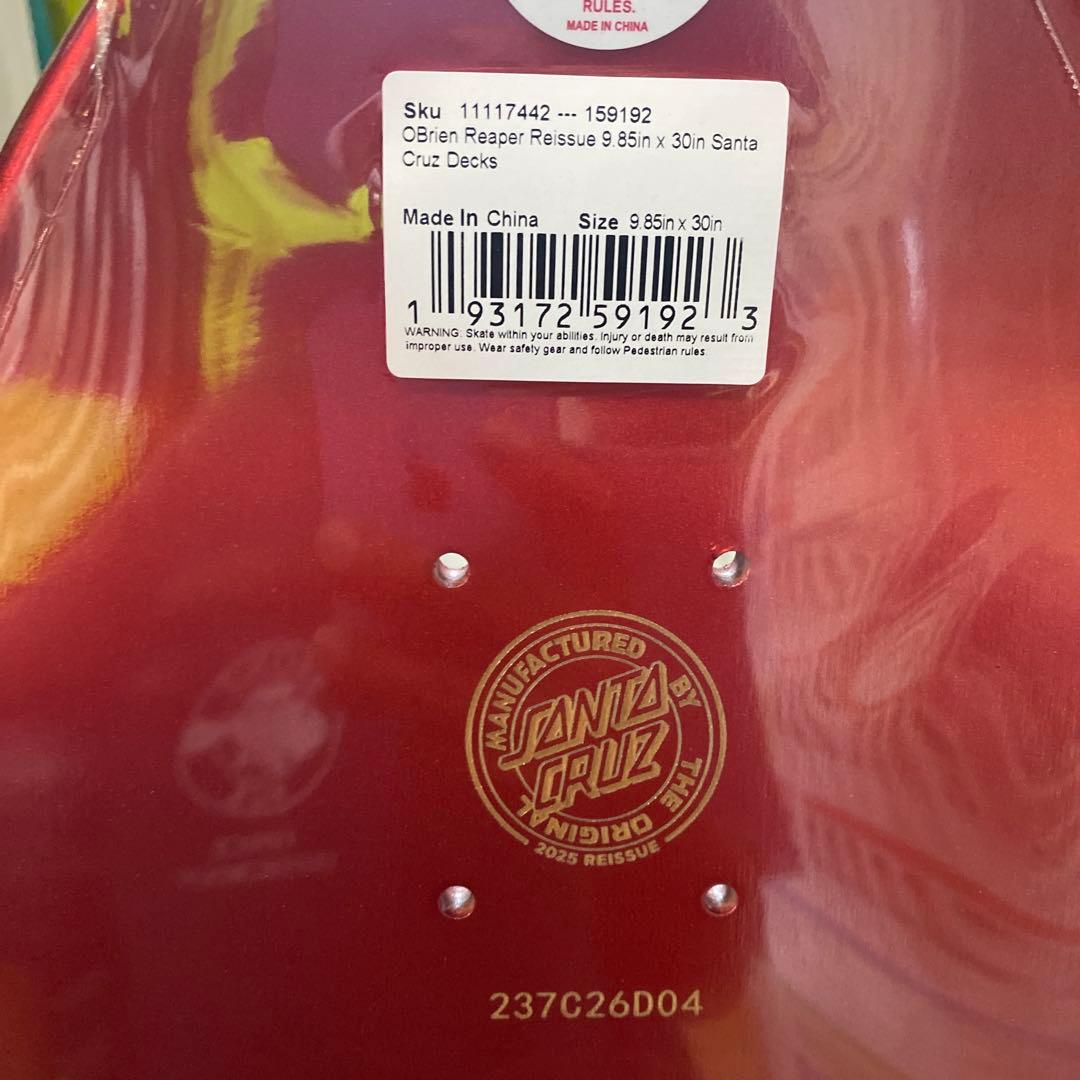 RULES.
MADE IN CHINA
Sku 11117442 --- 159192
OBrien Reaper Reissue 9.85in x 30in Santa
Cruz Decks
Made In China Size 9.85in x 30in
1 93172 59192 3
WARNING: Skate within your abilities. Injury or death may result from
improper use. Wear safety gear and follow Pedestrian rules.
MANUFACTURED BY THE ORIGINAL
SANTA
CRUZ
2025 REISSUE
237C26D04